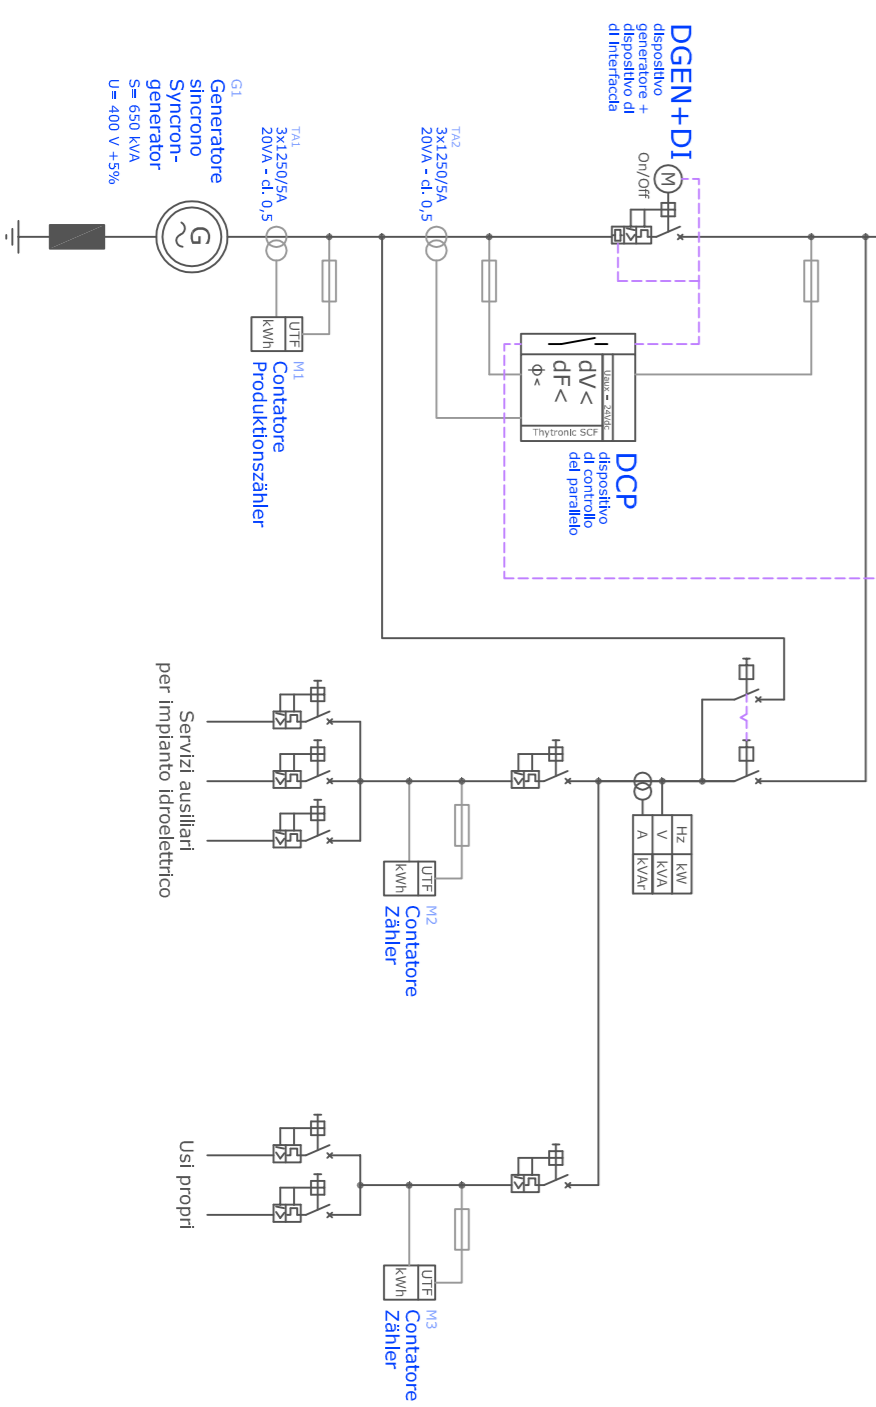 DGEN+DI
dispositivo
generatore +
dispositivo di
di interfaccia
M
On/Off
G1
Generatore
sincrono
Syncron-
generator
S= 650 kVA
U= 400 V +5%
TA1
3x1250/5A
20VA - cl. 0,5
TA2
3x1250/5A
20VA - cl. 0,5
G
UTF
kWh
M1
Contatore
Produktionszähler
Uaux = 24Vdc
dV <
dF <
Φ <
Thytronic SCF
DCP
dispositivo
di controllo
del parallelo
Servizi ausiliari
per impianto idroelettrico
UTF
kWh
M2
Contatore
Zähler
Hz kW
V kVA
A kVAr
Usi propri
UTF
kWh
M3
Contatore
Zähler